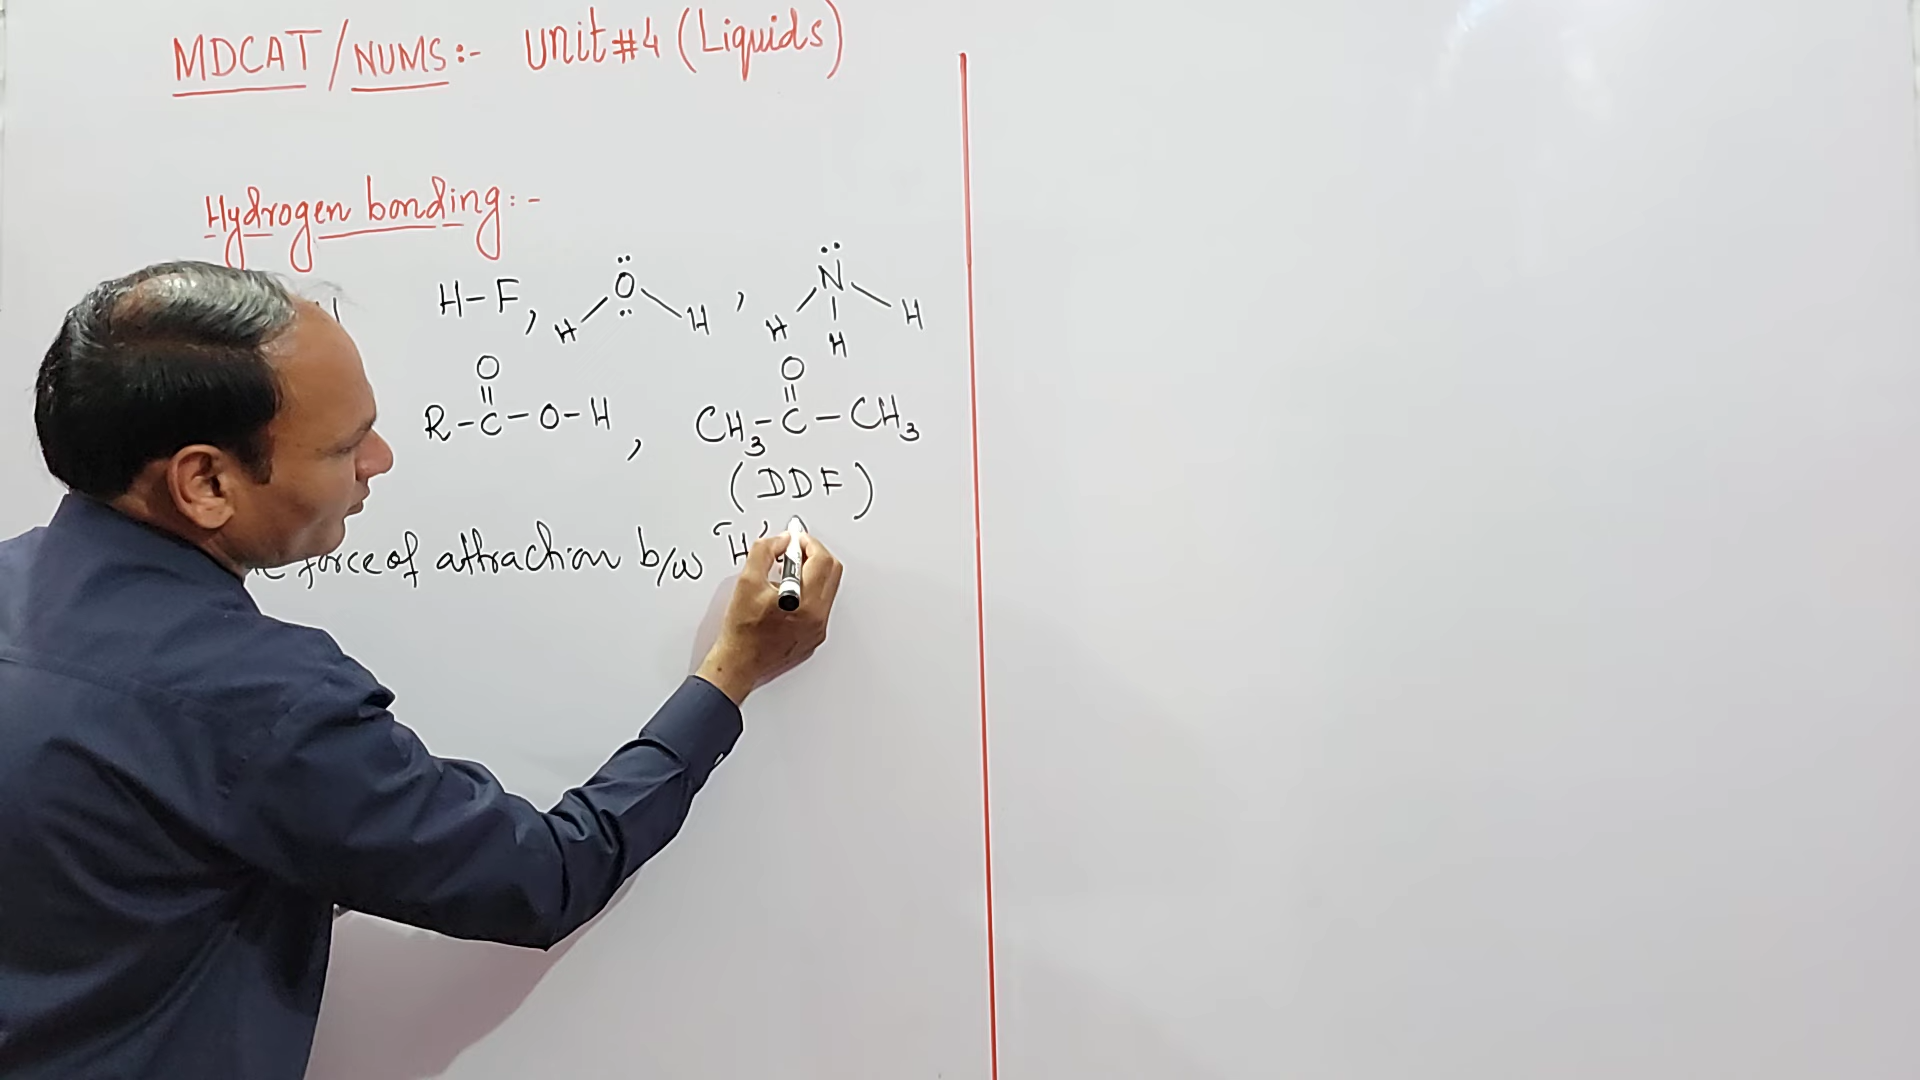 MDCAT/NUMS:- Unit#4 (Liquids)
Hydrogen bonding:-
H-F, H O H, H N H
H
O O
R-C-O-H, CH3-C-CH3
(DDF)
force of attraction b/w "H"